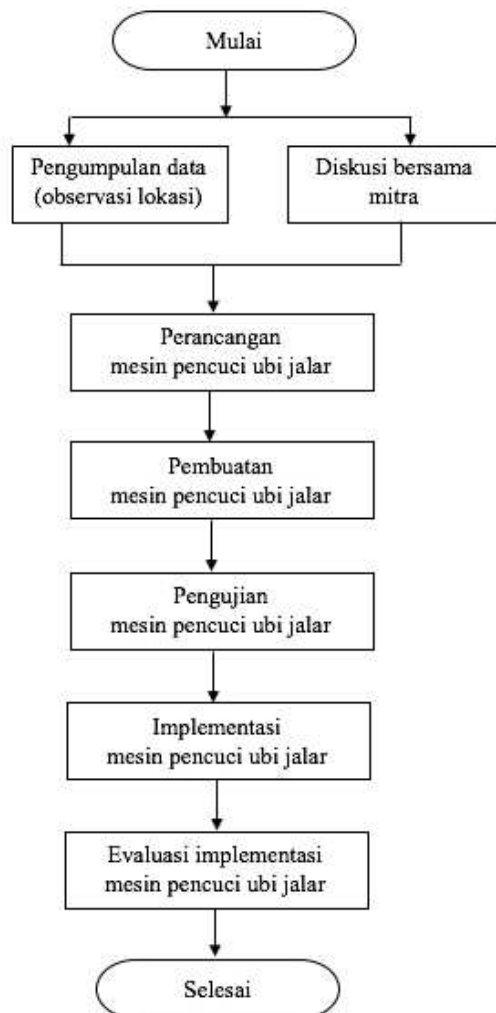 Mulai
Pengumpulan data
(observasi lokasi)
Diskusi bersama
mitra
Perancangan
mesin pencuci ubi jalar
Pembuatan
mesin pencuci ubi jalar
Pengujian
mesin pencuci ubi jalar
Implementasi
mesin pencuci ubi jalar
Evaluasi implementasi
mesin pencuci ubi jalar
Selesai